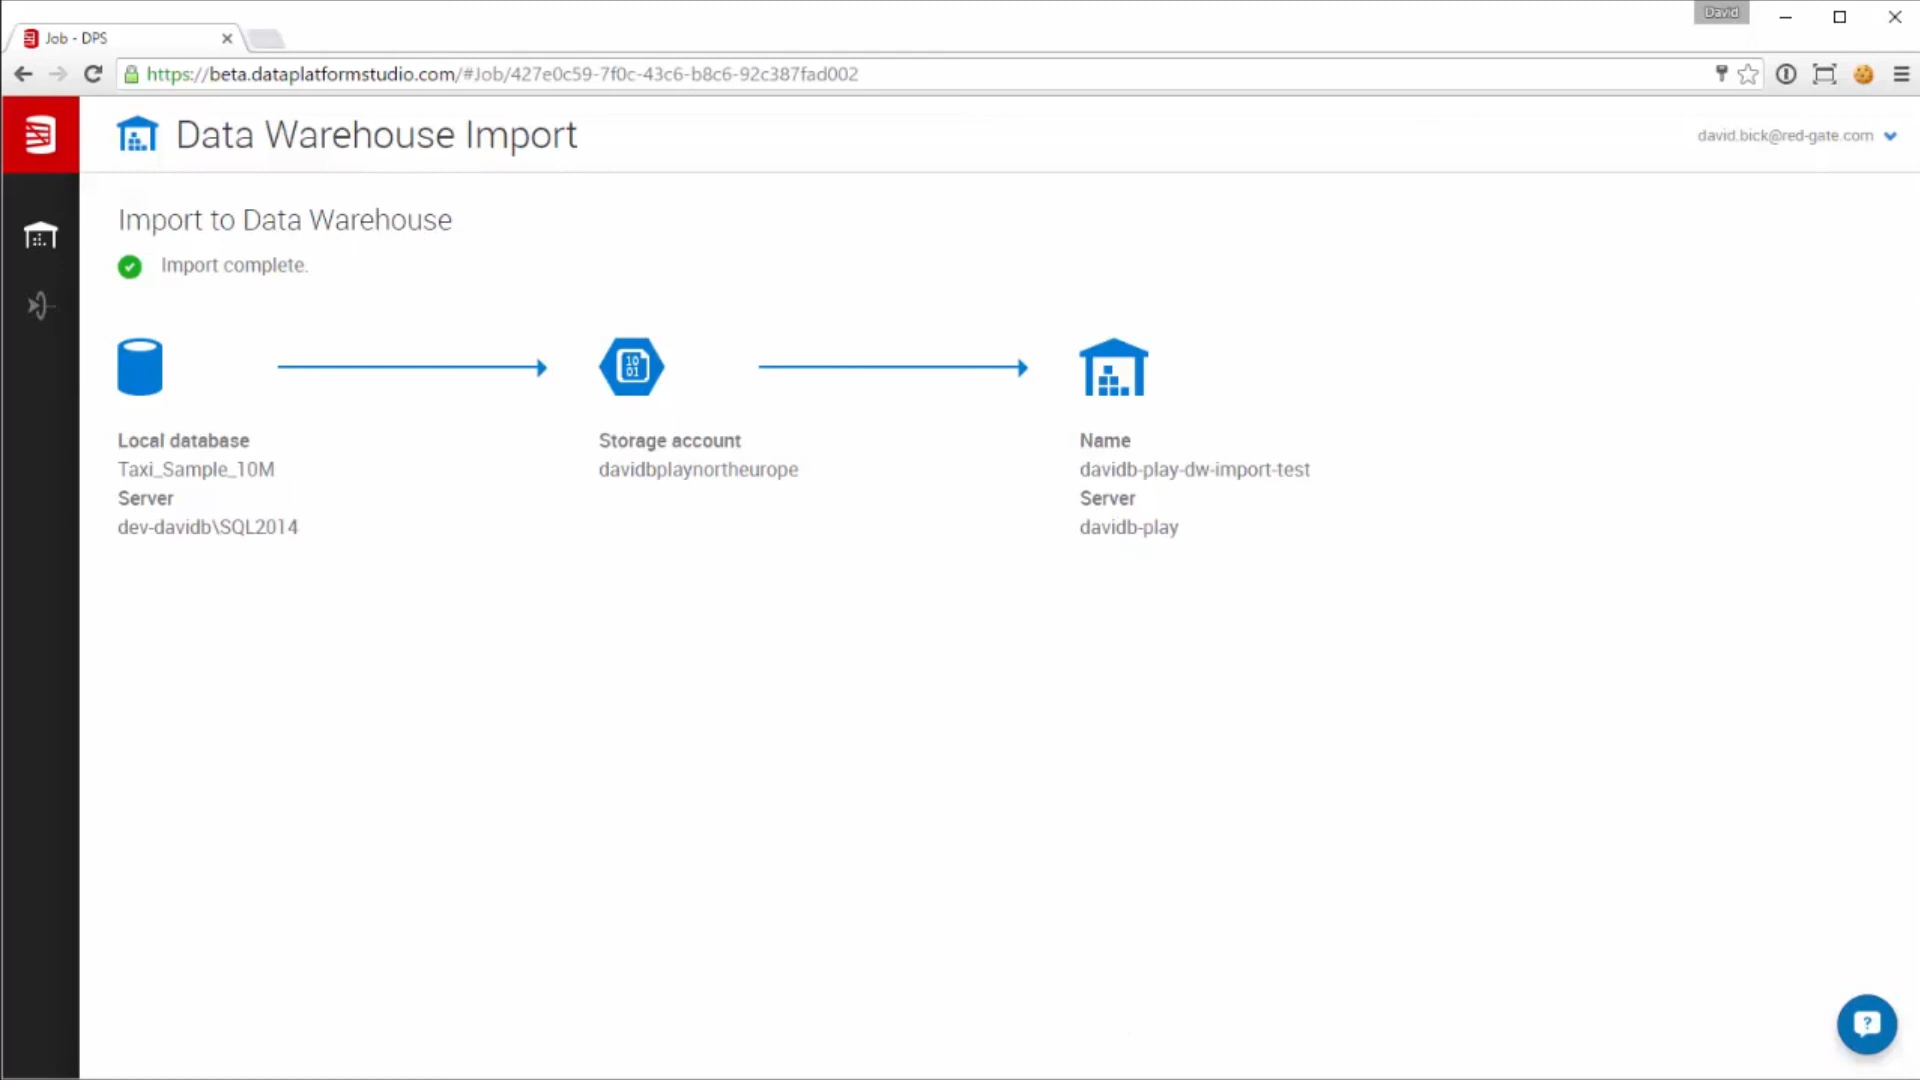 David
Job - DPS
https://beta.dataplatformstudio.com/#Job/427e0c59-7f0c-43c6-b8c6-92c387fad002
Data Warehouse Import
david.bick@red-gate.com
Import to Data Warehouse
Import complete.
10
01
Local database
Taxi_Sample_10M
Server
dev-davidb\SQL2014
Storage account
davidbplaynortheurope
Name
davidb-play-dw-import-test
Server
davidb-play
?